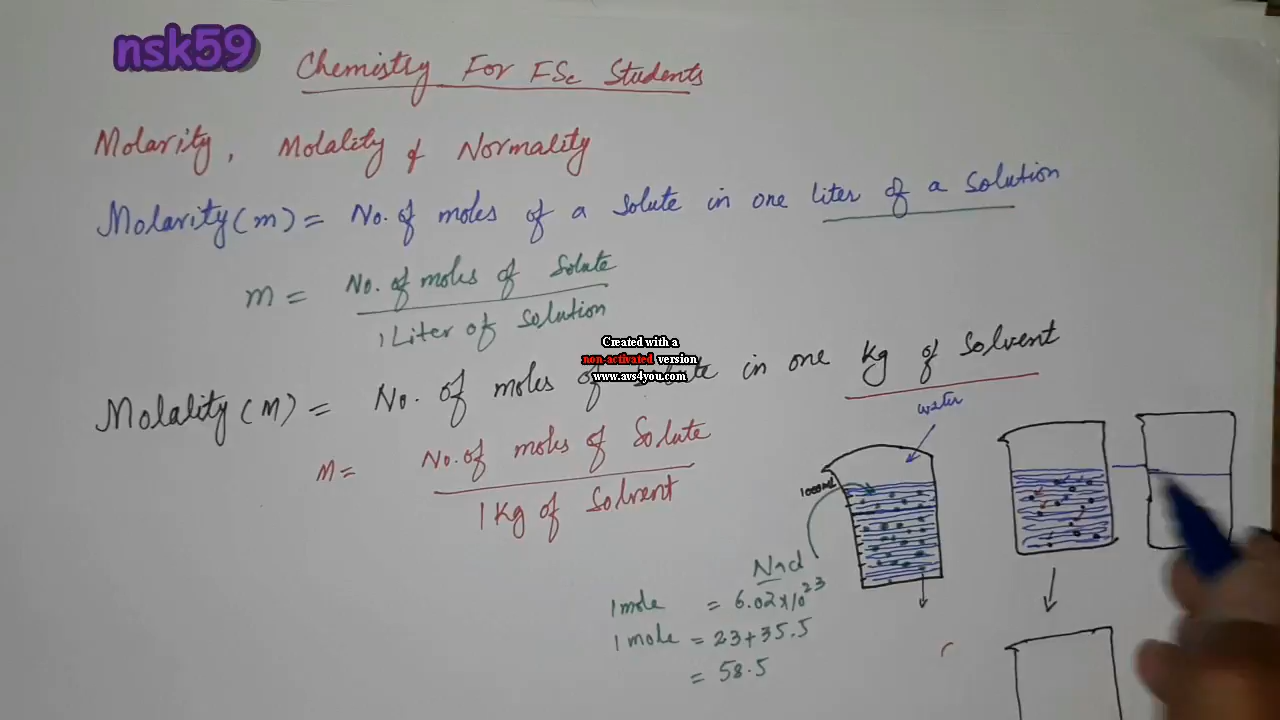 nsk59
Chemistry For FSc Students
Molarity, Molality & Normality
Molarity (m) = No. of moles of a solute in one liter of a solution
m = No. of moles of Solute
1 Liter of Solution
Created with a
non-activated version
www.avs4you.com
Molality (M) = No. of moles of solute in one kg of solvent
M = No. of moles of Solute
1 Kg of Solvent
water
1000mL
Nacl
1 mole = 6.02x10^23
1 mole = 23+35.5
= 58.5